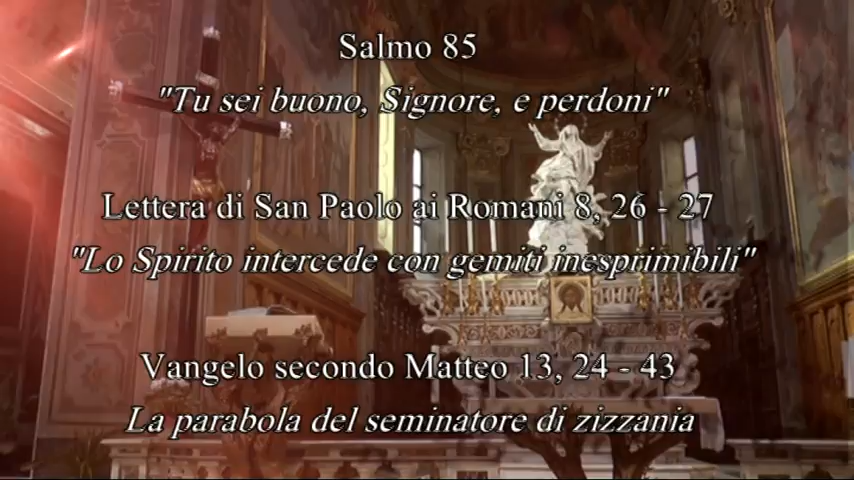 Salmo 85
"Tu sei buono, Signore, e perdoni"
Lettera di San Paolo ai Romani 8, 26 - 27
"Lo Spirito intercede con gemiti inesprimibili"
Vangelo secondo Matteo 13, 24 - 43
La parabola del seminatore di zizzania